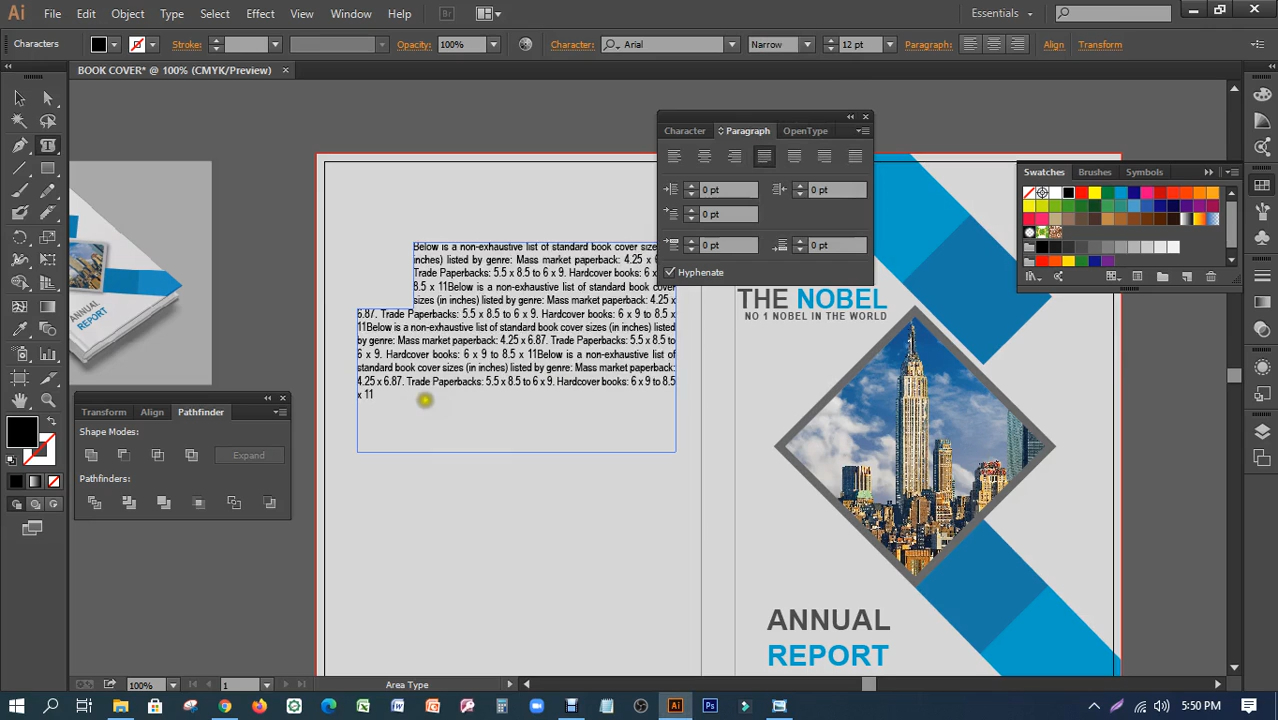 Ai File Edit Object Type Select Effect View Window Help Br Essentials
Characters Stroke: Opacity: 100% Character: Arial Narrow 12 pt Paragraph: Align Transform
BOOK COVER* @ 100% (CMYK/Preview)
Character Paragraph OpenType
0 pt 0 pt
0 pt
0 pt 0 pt
Hyphenate
Swatches Brushes Symbols
Below is a non-exhaustive list of standard book cover sizes
inches) listed by genre: Mass market paperback: 4.25 x
Trade Paperbacks: 5.5 x 8.5 to 6 x 9. Hardcover books: 6 x
8.5 x 11Below is a non-exhaustive list of standard book cover
sizes (in inches) listed by genre: Mass market paperback: 4.25 x
6.87. Trade Paperbacks: 5.5 x 8.5 to 6 x 9. Hardcover books: 6 x 9 to 8.5 x
11Below is a non-exhaustive list of standard book cover sizes (in inches) listed
by genre: Mass market paperback: 4.25 x 6.87. Trade Paperbacks: 5.5 x 8.5 to
6 x 9. Hardcover books: 6 x 9 to 8.5 x 11Below is a non-exhaustive list of
standard book cover sizes (in inches) listed by genre: Mass market paperback:
4.25 x 6.87. Trade Paperbacks: 5.5 x 8.5 to 6 x 9. Hardcover books: 6 x 9 to 8.5
x 11
THE NOBEL
NO 1 NOBEL IN THE WORLD
ANNUAL
REPORT
ANNUAL
REPORT
Transform Align Pathfinder
Shape Modes:
Expand
Pathfinders:
100% 1 Area Type
5:50 PM